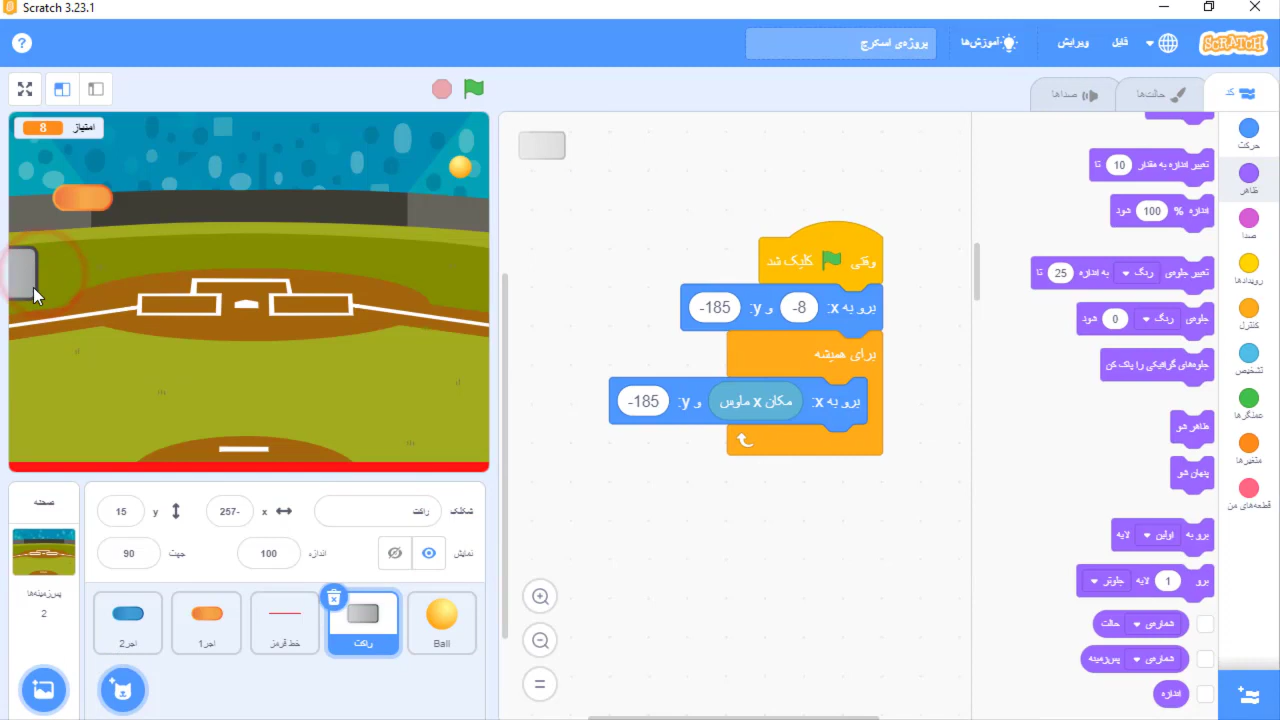 Scratch 3.23.1
SCRATCH
فایل
ویرایش
آموزش‌ها
پروژه‌ی اسکرچ
کد
حالت‌ها
صداها
امتیاز 8
حرکت
ظاهر
صدا
رویدادها
کنترل
تشخیص
عملگرها
متغیرها
قطعه‌های من
تغییر اندازه به مقدار 10 تا
اندازه % 100 شود
تغییر جلوه‌ی رنگ به اندازه 25 تا
جلوه‌ی رنگ 0 شود
جلوه‌های گرافیکی را پاک کن
ظاهر شو
پنهان شو
برو به اولین لایه
برو 1 لایه جلوتر
شماره‌ی حالت
شماره‌ی پس‌زمینه
اندازه
وقتی کلیک شد
برو به x: -8 و y: -185
برای همیشه
برو به x: مکان x ماوس و y: -185
شکلک راکت
x 257-
y 15
نمایش
اندازه 100
جهت 90
صحنه
پس‌زمینه‌ها
2
Ball
راکت
خط قرمز
اجر1
اجر2